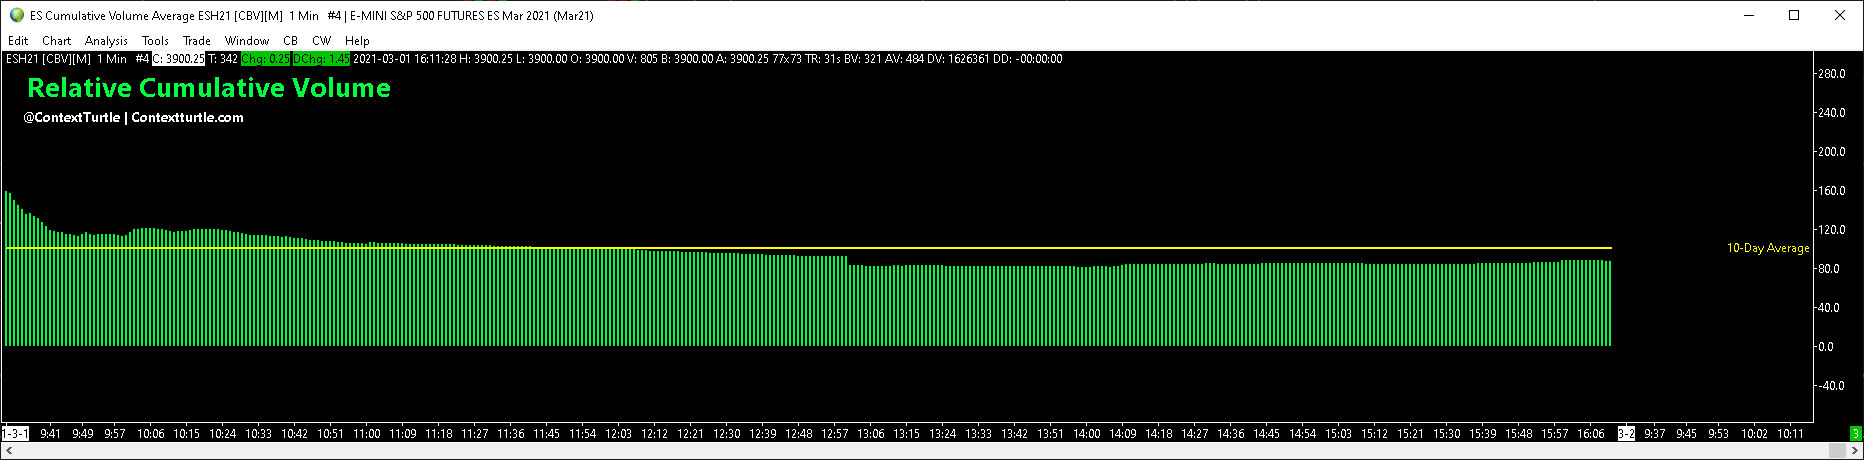 ES Cumulative Volume Average ESH21 [CBV][M] 1 Min #4 | E-MINI S&P 500 FUTURES ES Mar 2021 (Mar21)
Edit Chart Analysis Tools Trade Window CB CW Help
ESH21 [CBV][M] 1 Min #4 C: 3900.25 T: 342 Chg: 0.25 DChg: 1.45 2021-03-01 16:11:28 H: 3900.25 L: 3900.00 O: 3900.00 V: 805 B: 3900.00 A: 3900.25 77x73 TR: 31s BV: 321 AV: 484 DV: 1626361 DD: -00:00:00
Relative Cumulative Volume
@ContextTurtle | Contextturtle.com
280.0
240.0
200.0
160.0
120.0
10-Day Average
80.0
40.0
0.0
-40.0
1-3-1 9:41 9:49 9:57 10:06 10:15 10:24 10:33 10:42 10:51 11:00 11:09 11:18 11:27 11:36 11:45 11:54 12:03 12:12 12:21 12:30 12:39 12:48 12:57 13:06 13:15 13:24 13:33 13:42 13:51 14:00 14:09 14:18 14:27 14:36 14:45 14:54 15:03 15:12 15:21 15:30 15:39 15:48 15:57 16:06 3-2 9:37 9:45 9:53 10:02 10:11 3